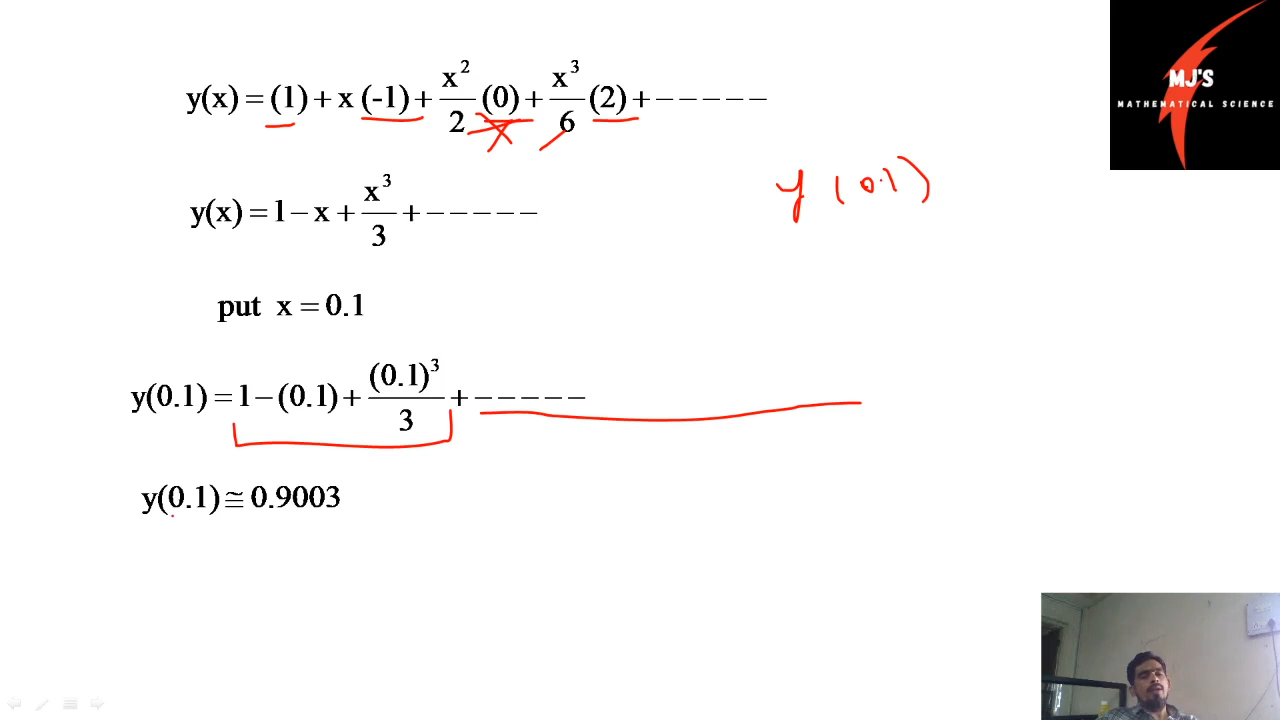 y(x) = (1) + x (-1) + x²/2 (0) + x³/6 (2) + - - - - -
MJ'S
MATHEMATICAL SCIENCE
y (0.1)
y(x) = 1 - x + x³/3 + - - - - -
put x = 0.1
y(0.1) = 1 - (0.1) + (0.1)³/3 + - - - - -
y(0.1) ≅ 0.9003